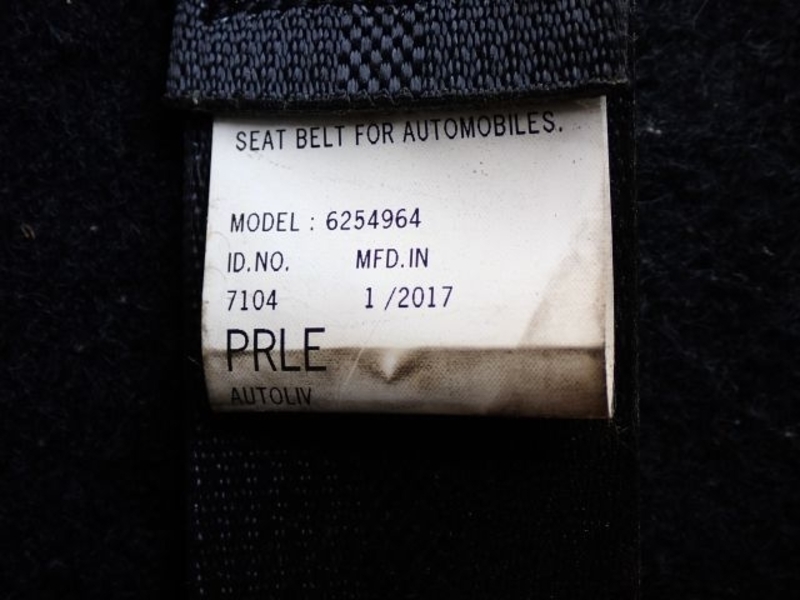 SEAT BELT FOR AUTOMOBILES.
MODEL : 6254964
ID.NO. MFD.IN
7104 1 /2017
PRLE
AUTOLIV